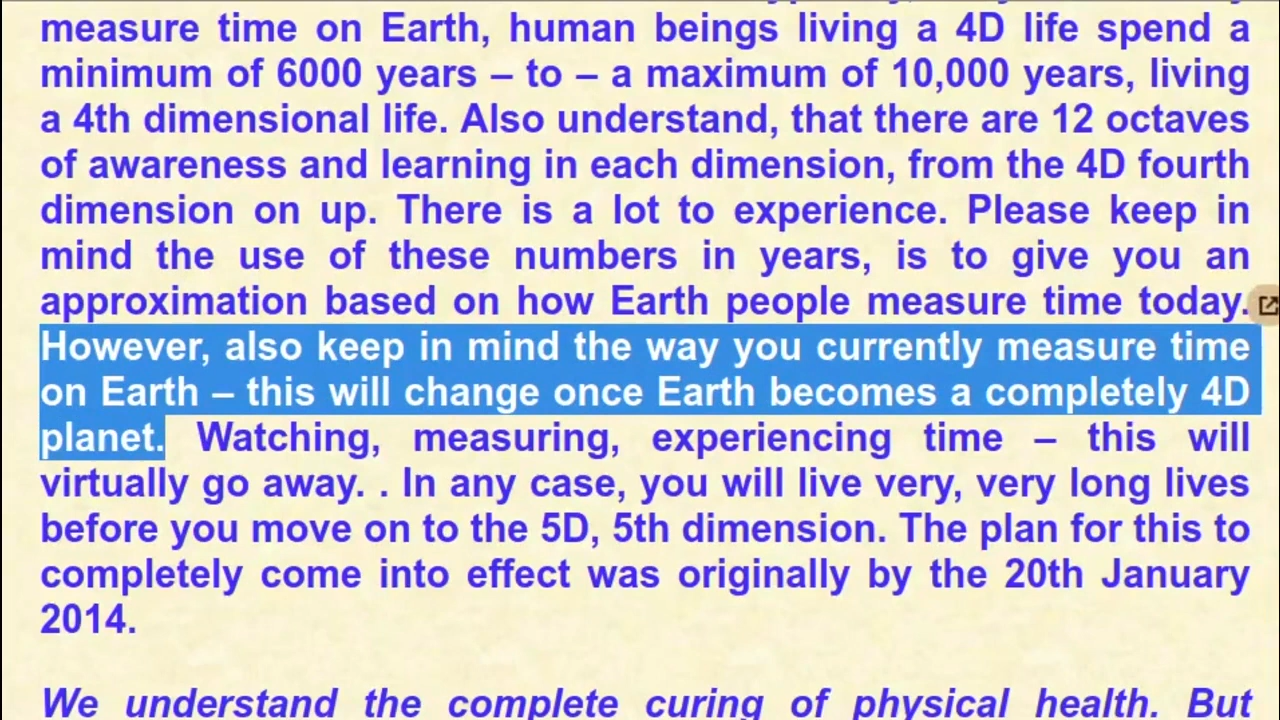 measure time on Earth, human beings living a 4D life spend a
minimum of 6000 years – to – a maximum of 10,000 years, living
a 4th dimensional life. Also understand, that there are 12 octaves
of awareness and learning in each dimension, from the 4D fourth
dimension on up. There is a lot to experience. Please keep in
mind the use of these numbers in years, is to give you an
approximation based on how Earth people measure time today.
However, also keep in mind the way you currently measure time
on Earth – this will change once Earth becomes a completely 4D
planet. Watching, measuring, experiencing time – this will
virtually go away. . In any case, you will live very, very long lives
before you move on to the 5D, 5th dimension. The plan for this to
completely come into effect was originally by the 20th January
2014.
We understand the complete curing of physical health. But